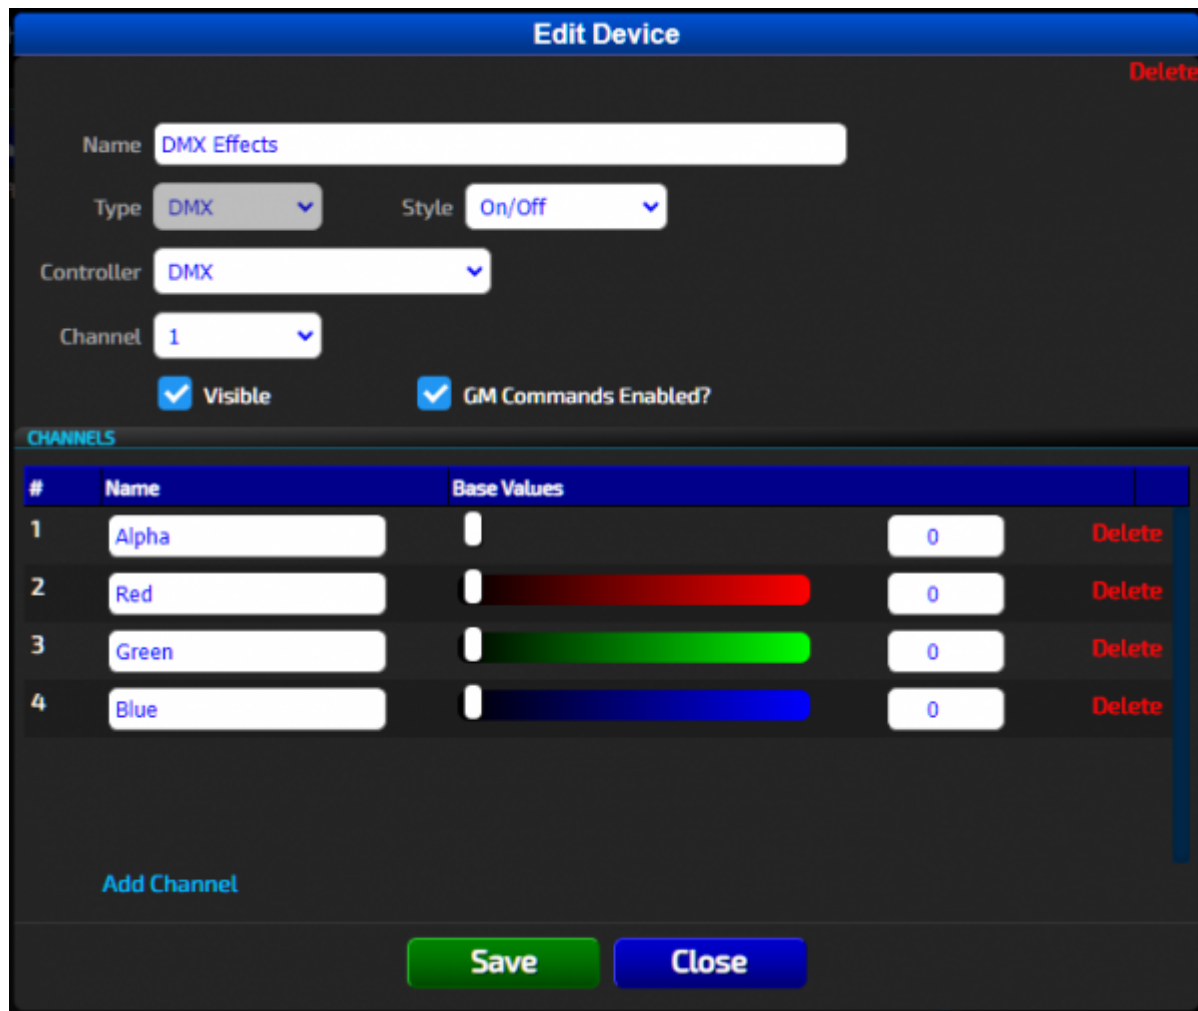 Edit Device
Delete
Name DMX Effects
Type DMX Style On/Off
Controller DMX
Channel 1
Visible GM Commands Enabled?
CHANNELS
# Name Base Values
1 Alpha 0 Delete
2 Red 0 Delete
3 Green 0 Delete
4 Blue 0 Delete
Add Channel
Save Close